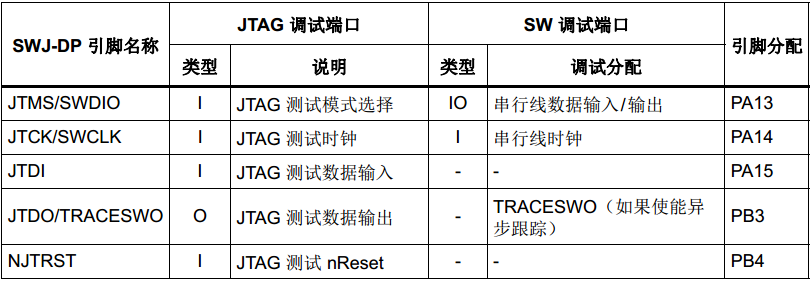 SWJ-DP 引脚名称 JTAG 调试端口 SW 调试端口 引脚分配
类型 说明 类型 调试分配
JTMS/SWDIO I JTAG 测试模式选择 IO 串行线数据输入/输出 PA13
JTCK/SWCLK I JTAG 测试时钟 I 串行线时钟 PA14
JTDI I JTAG 测试数据输入 - - PA15
JTDO/TRACESWO O JTAG 测试数据输出 - TRACESWO（如果使能异
步跟踪） PB3
NJTRST I JTAG 测试 nReset - - PB4